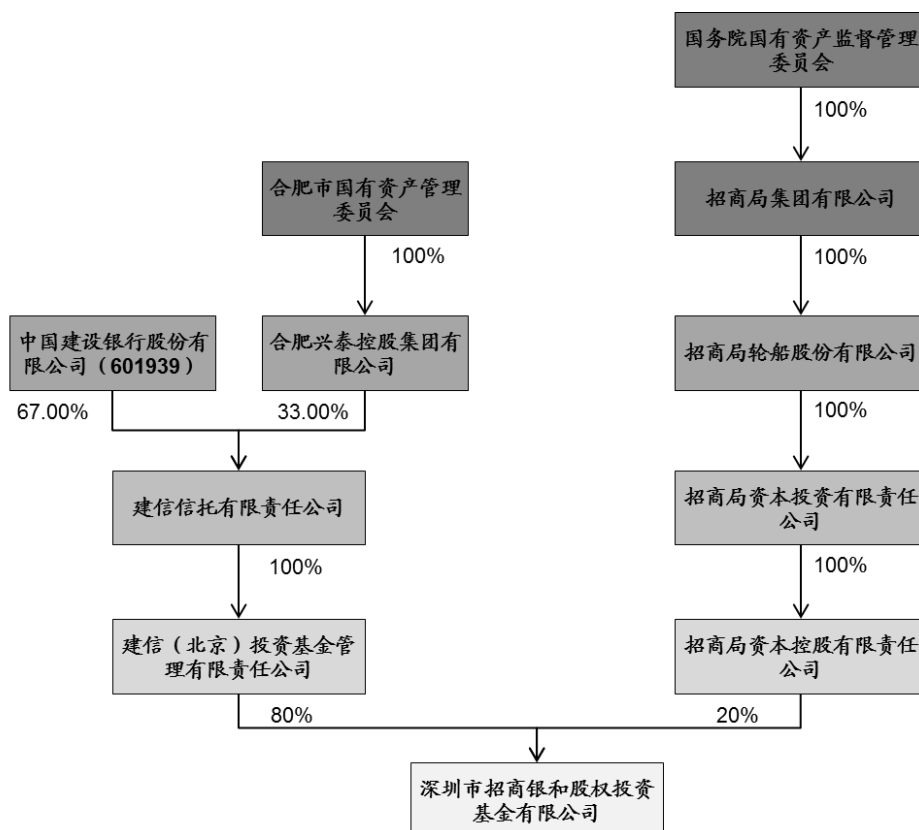 国务院国有资产监督管理
委员会
100%
合肥市国有资产管理
委员会
招商局集团有限公司
100%
100%
中国建设银行股份有
限公司（601939）
合肥兴泰控股集团有
限公司
招商局轮船股份有限公司
67.00%
33.00%
100%
建信信托有限责任公司
招商局资本投资有限责任
公司
100%
100%
建信（北京）投资基金管
理有限责任公司
招商局资本控股有限责任
公司
80%
20%
深圳市招商银和股权投资
基金有限公司